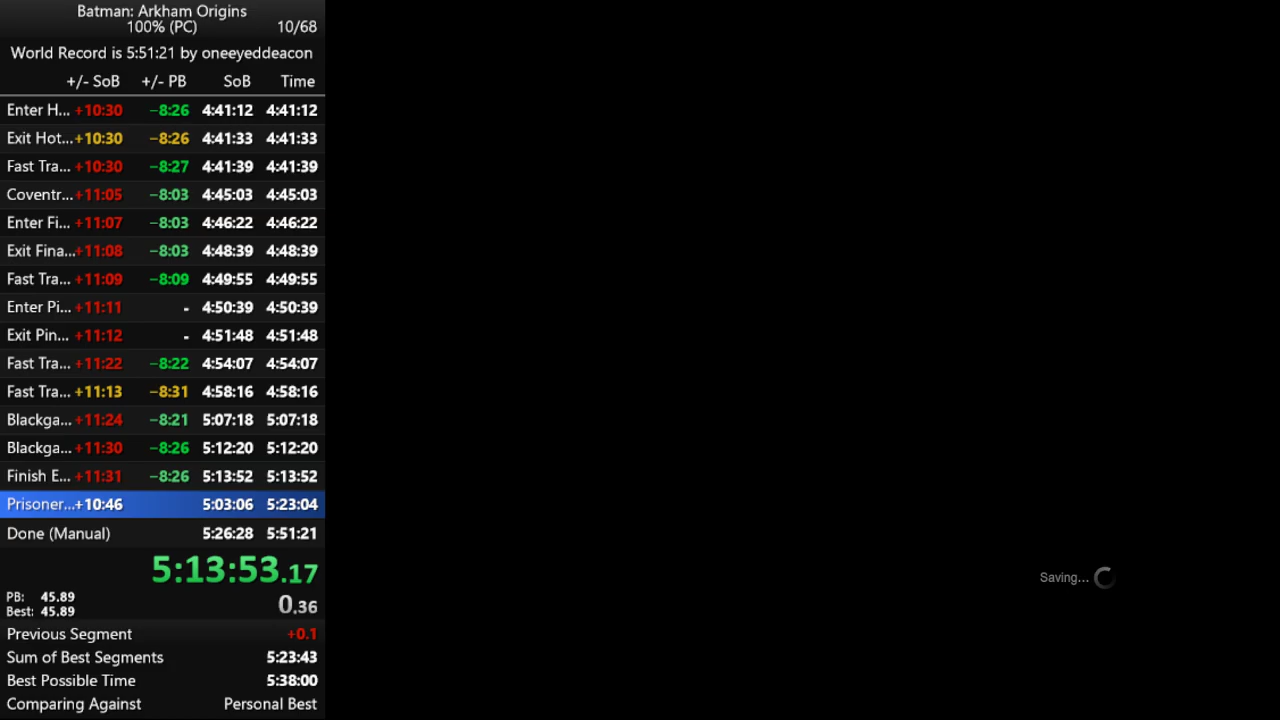 Batman: Arkham Origins
100% (PC) 10/68
World Record is 5:51:21 by oneeyeddeacon
+/- SoB +/- PB SoB Time
Enter H... +10:30 −8:26 4:41:12 4:41:12
Exit Hot... +10:30 −8:26 4:41:33 4:41:33
Fast Tra... +10:30 −8:27 4:41:39 4:41:39
Coventr... +11:05 −8:03 4:45:03 4:45:03
Enter Fi... +11:07 −8:03 4:46:22 4:46:22
Exit Fina... +11:08 −8:03 4:48:39 4:48:39
Fast Tra... +11:09 −8:09 4:49:55 4:49:55
Enter Pi... +11:11 - 4:50:39 4:50:39
Exit Pin... +11:12 - 4:51:48 4:51:48
Fast Tra... +11:22 −8:22 4:54:07 4:54:07
Fast Tra... +11:13 −8:31 4:58:16 4:58:16
Blackga... +11:24 −8:21 5:07:18 5:07:18
Blackga... +11:30 −8:26 5:12:20 5:12:20
Finish E... +11:31 −8:26 5:13:52 5:13:52
Prisoner... +10:46 5:03:06 5:23:04
Done (Manual) 5:26:28 5:51:21
5:13:53.17
PB: 45.89
Best: 45.89
0.36
Previous Segment +0.1
Sum of Best Segments 5:23:43
Best Possible Time 5:38:00
Comparing Against Personal Best
Saving...